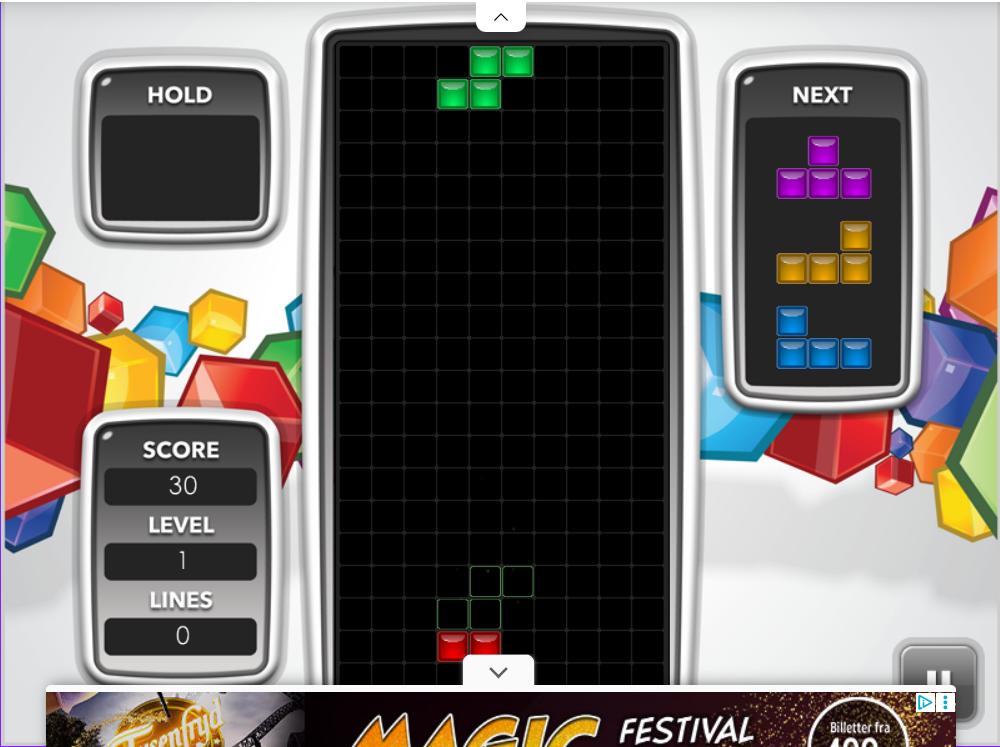 HOLD
NEXT
SCORE
30
LEVEL
1
LINES
0
MAGIC FESTIVAL
Billetter fra